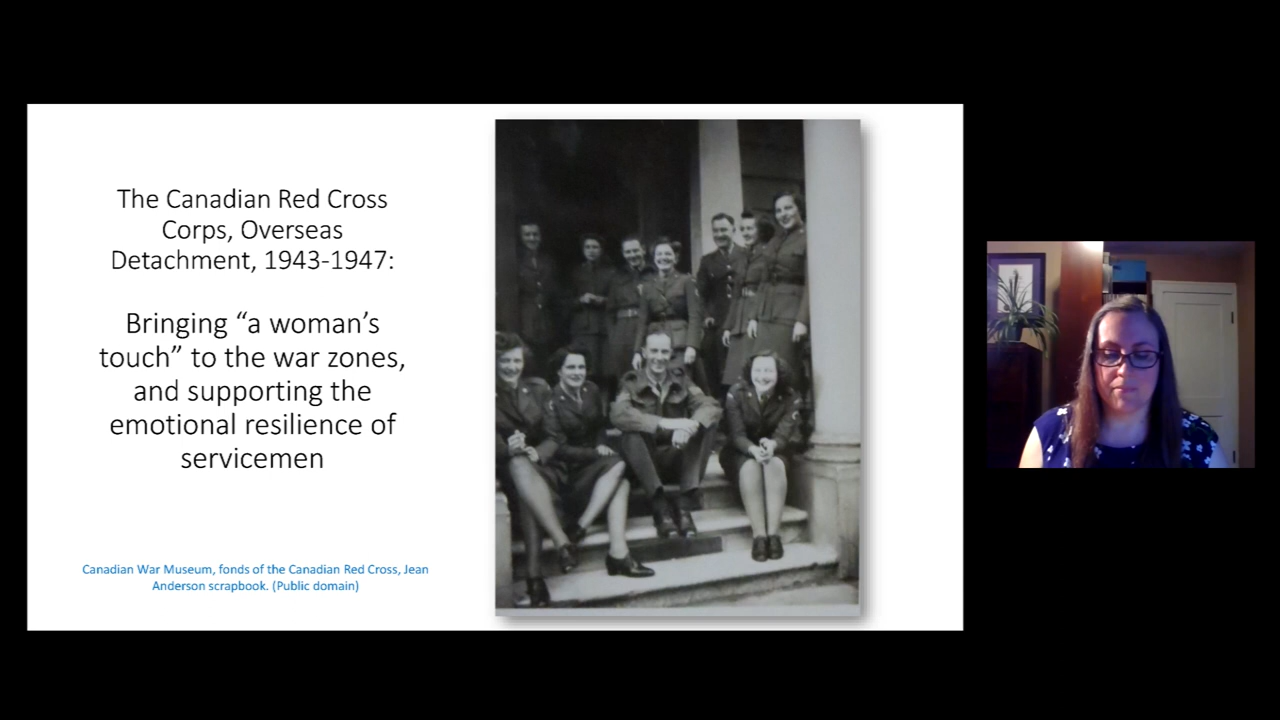 The Canadian Red Cross
Corps, Overseas
Detachment, 1943-1947:
Bringing “a woman’s
touch” to the war zones,
and supporting the
emotional resilience of
servicemen
Canadian War Museum, fonds of the Canadian Red Cross, Jean
Anderson scrapbook. (Public domain)